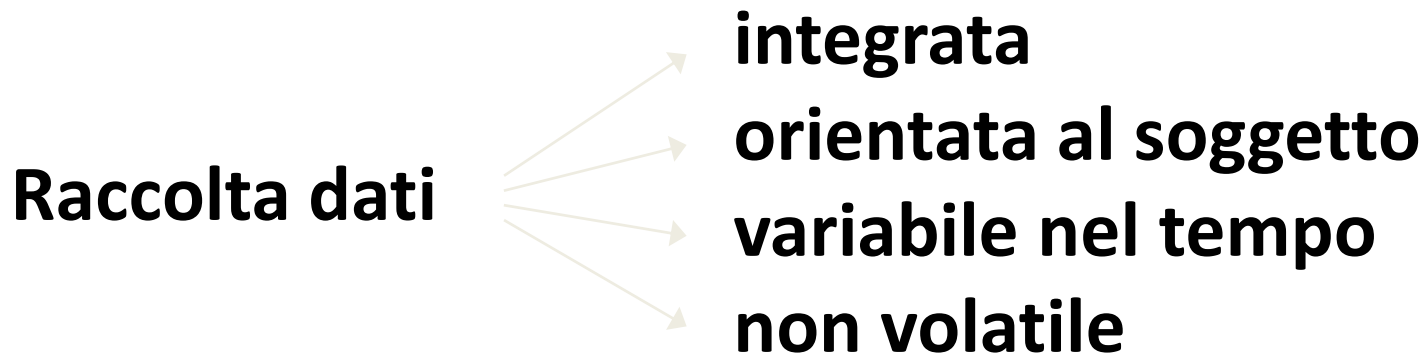 Raccolta dati
integrata
orientata al soggetto
variabile nel tempo
non volatile